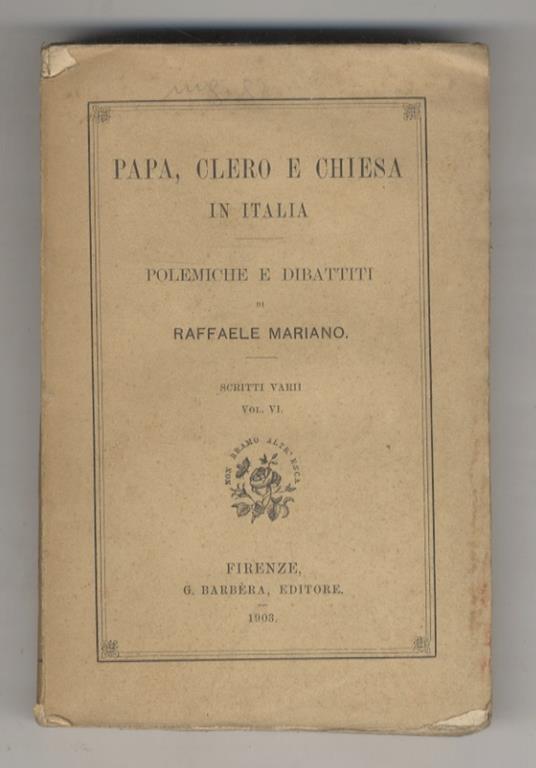 PAPA, CLERO E CHIESA
IN ITALIA
POLEMICHE E DIBATTITI
DI
RAFFAELE MARIANO.
SCRITTI VARII
VOL. VI.
NON BRAMO ALTR' ESCA
FIRENZE,
G. BARBÈRA, EDITORE.
1903.